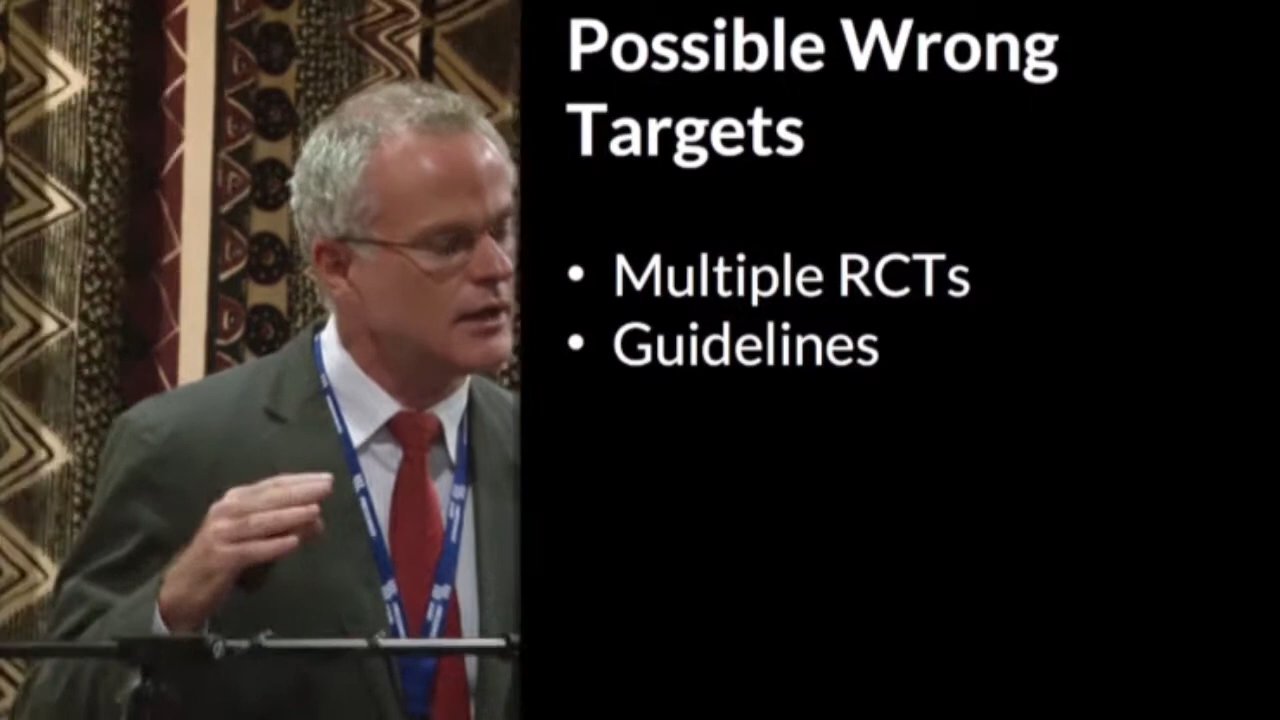 Possible Wrong
Targets
• Multiple RCTs
• Guidelines